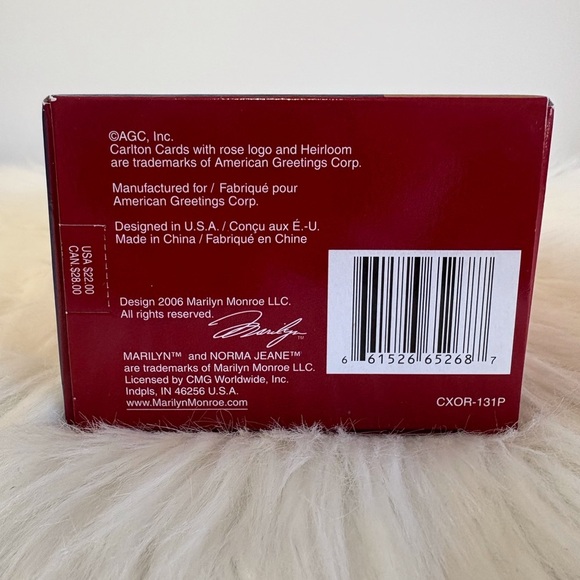 ©AGC, Inc.
Carlton Cards with rose logo and Heirloom
are trademarks of American Greetings Corp.
Manufactured for / Fabriqué pour
American Greetings Corp.
Designed in U.S.A. / Conçu aux É.-U.
Made in China / Fabriqué en Chine
USA $22.00
CAN. $28.00
Design 2006 Marilyn Monroe LLC.
All rights reserved.
Marilyn™
MARILYN™ and NORMA JEANE™
are trademarks of Marilyn Monroe LLC.
Licensed by CMG Worldwide, Inc.
Indpls, IN 46256 U.S.A.
www.MarilynMonroe.com
6 61526 65268 7
CXOR-131P